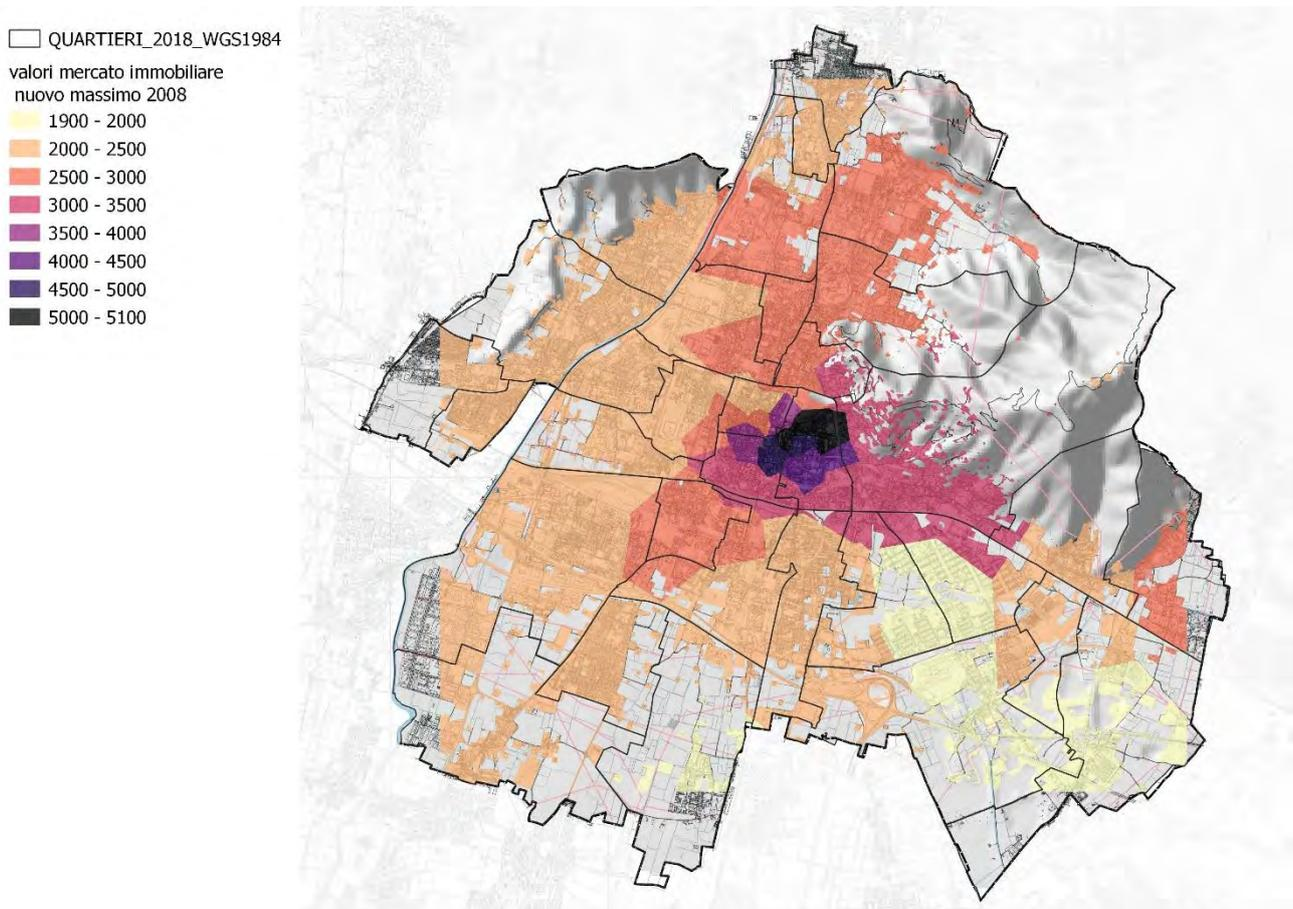 QUARTIERI_2018_WGS1984
valori mercato immobiliare
nuovo massimo 2008
1900 - 2000
2000 - 2500
2500 - 3000
3000 - 3500
3500 - 4000
4000 - 4500
4500 - 5000
5000 - 5100